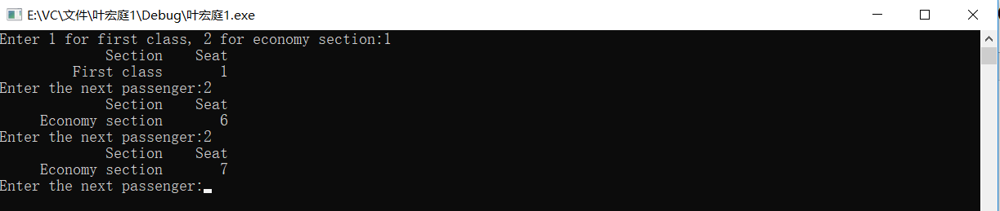 E:\VC\文件\叶宏庭1\Debug\叶宏庭1.exe
Enter 1 for first class, 2 for economy section:1
Section Seat
First class 1
Enter the next passenger:2
Section Seat
Economy section 6
Enter the next passenger:2
Section Seat
Economy section 7
Enter the next passenger: